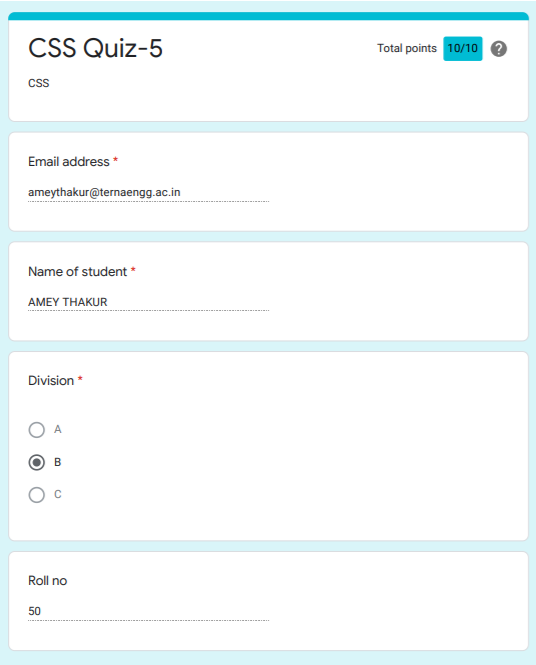 CSS Quiz-5
Total points 10/10
CSS
Email address *
ameythakur@ternaengg.ac.in
Name of student *
AMEY THAKUR
Division *
A
B
C
Roll no
50